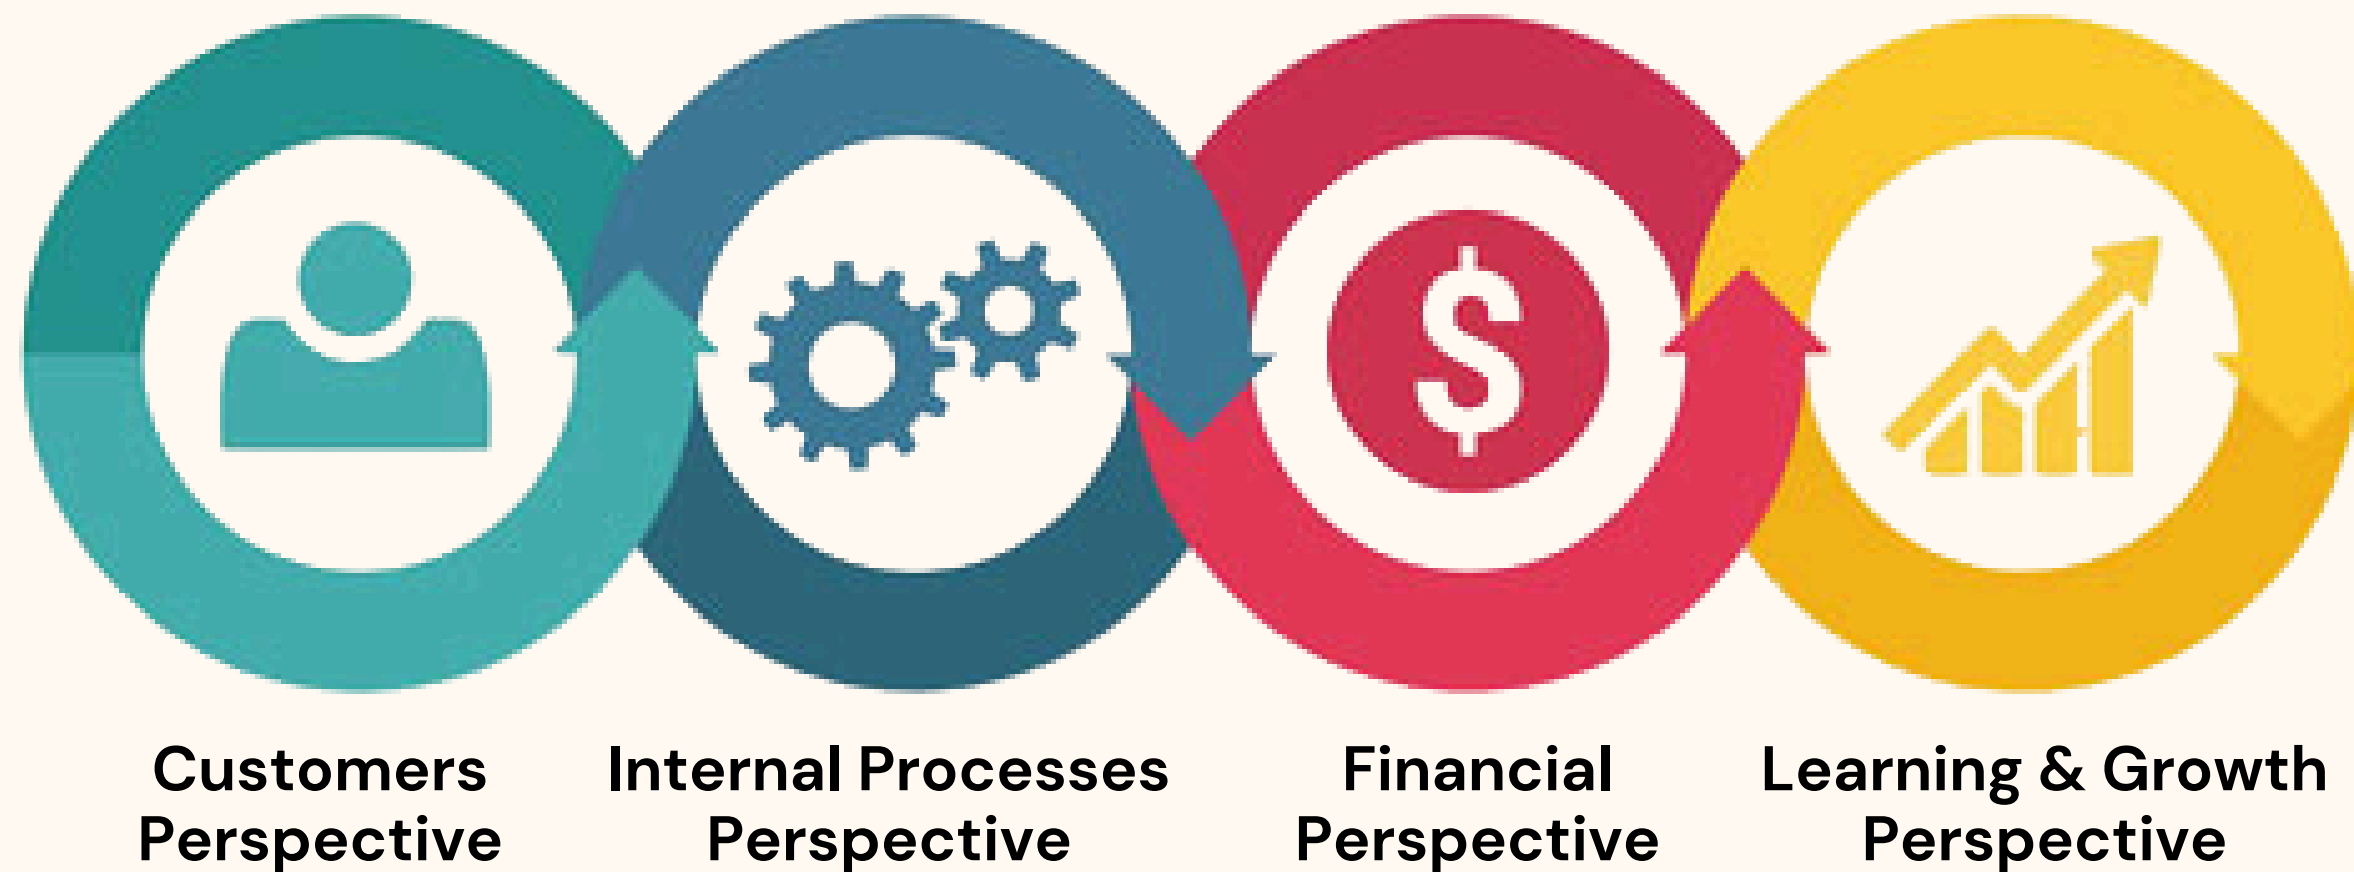 $
Customers
Perspective
Internal Processes
Perspective
Financial
Perspective
Learning & Growth
Perspective